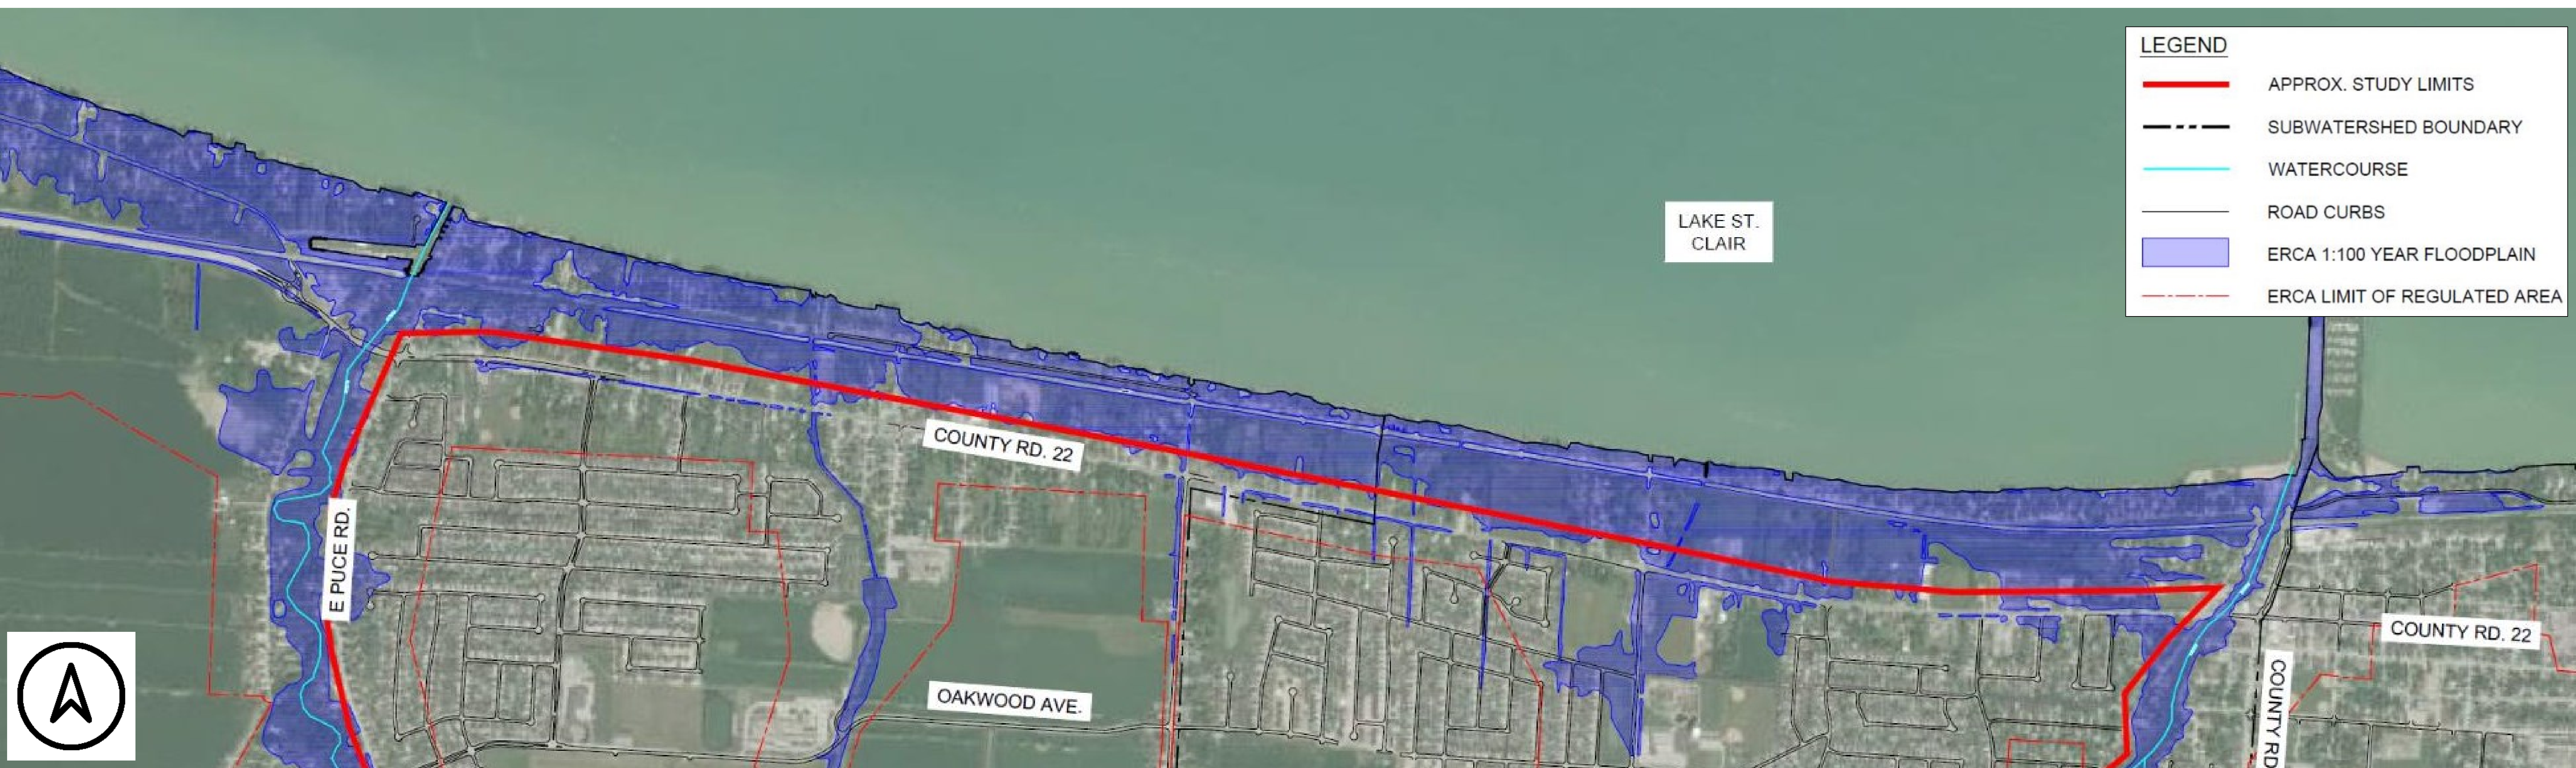 LEGEND
APPROX. STUDY LIMITS
SUBWATERSHED BOUNDARY
WATERCOURSE
ROAD CURBS
ERCA 1:100 YEAR FLOODPLAIN
ERCA LIMIT OF REGULATED AREA
LAKE ST.
CLAIR
COUNTY RD. 22
E PUCE RD.
OAKWOOD AVE.
COUNTY RD. 22
COUNTY RD